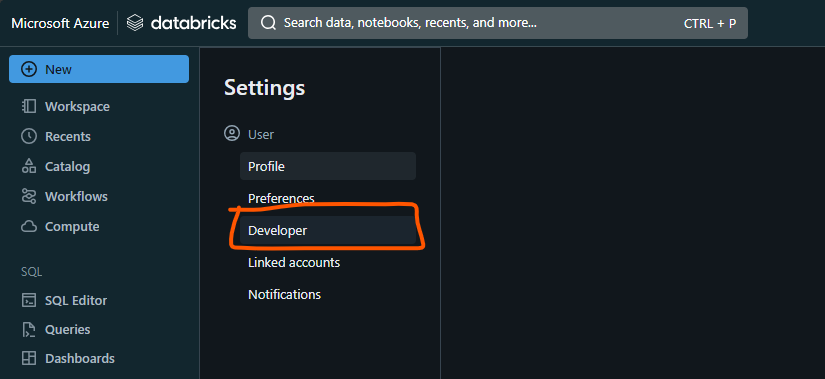 Microsoft Azure databricks Search data, notebooks, recents, and more... CTRL + P
New
Workspace
Recents
Catalog
Workflows
Compute
SQL
SQL Editor
Queries
Dashboards
Settings
User
Profile
Preferences
Developer
Linked accounts
Notifications